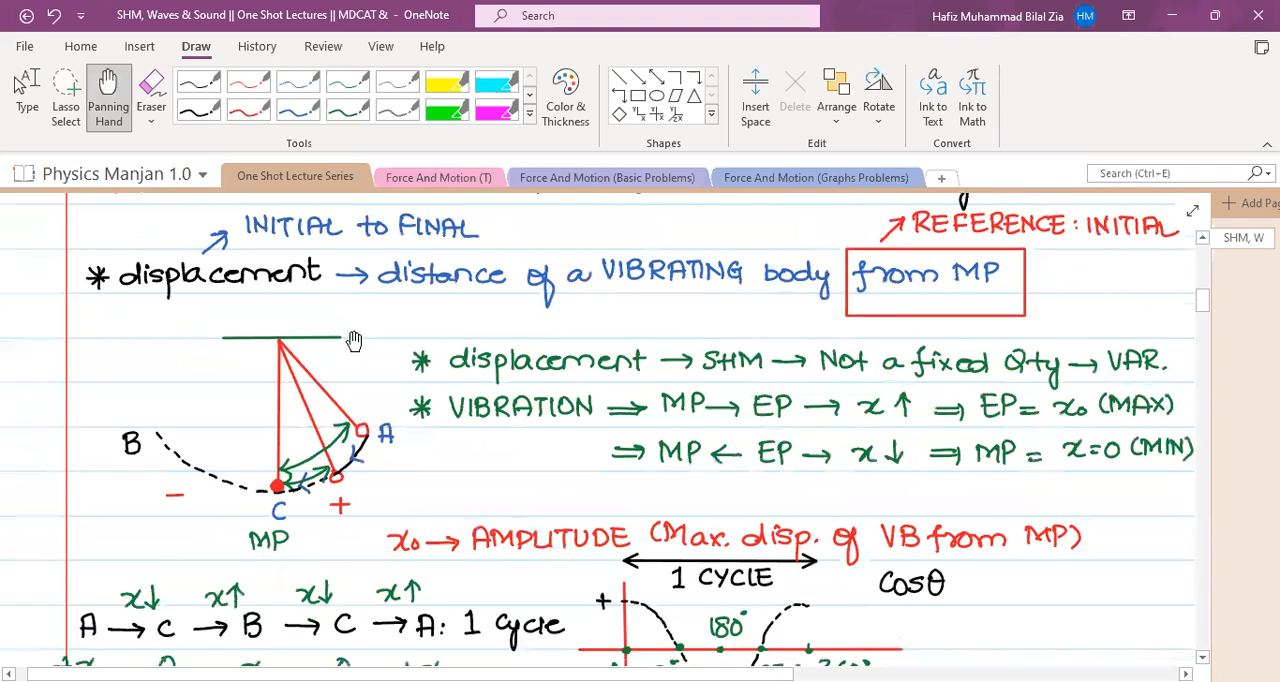 SHM, Waves & Sound || One Shot Lectures || MDCAT & - OneNote
Search
Hafiz Muhammad Bilal Zia
HM
File Home Insert Draw History Review View Help
Type
Lasso Select
Panning Hand
Eraser
Color & Thickness
Insert Space
Delete
Arrange
Rotate
Ink to Text
Ink to Math
Tools
Shapes
Edit
Convert
Physics Manjan 1.0
One Shot Lecture Series
Force And Motion (T)
Force And Motion (Basic Problems)
Force And Motion (Graphs Problems)
+
Search (Ctrl+E)
+ Add Pag
SHM, W
INITIAL to FINAL
REFERENCE: INITIAL
* displacement → distance of a VIBRATING body from MP
* displacement → SHM → Not a fixed Qty → VAR.
* VIBRATION ⇒ MP → EP → x↑ ⇒ EP = x₀ (MAX)
⇒ MP ← EP → x↓ ⇒ MP = x=0 (MIN)
B
A
−
+
C
MP
x₀ → AMPLITUDE (Max. disp. of VB from MP)
1 CYCLE
cosθ
x↓ x↑ x↓ x↑
A → C → B → C → A: 1 cycle
+
180°